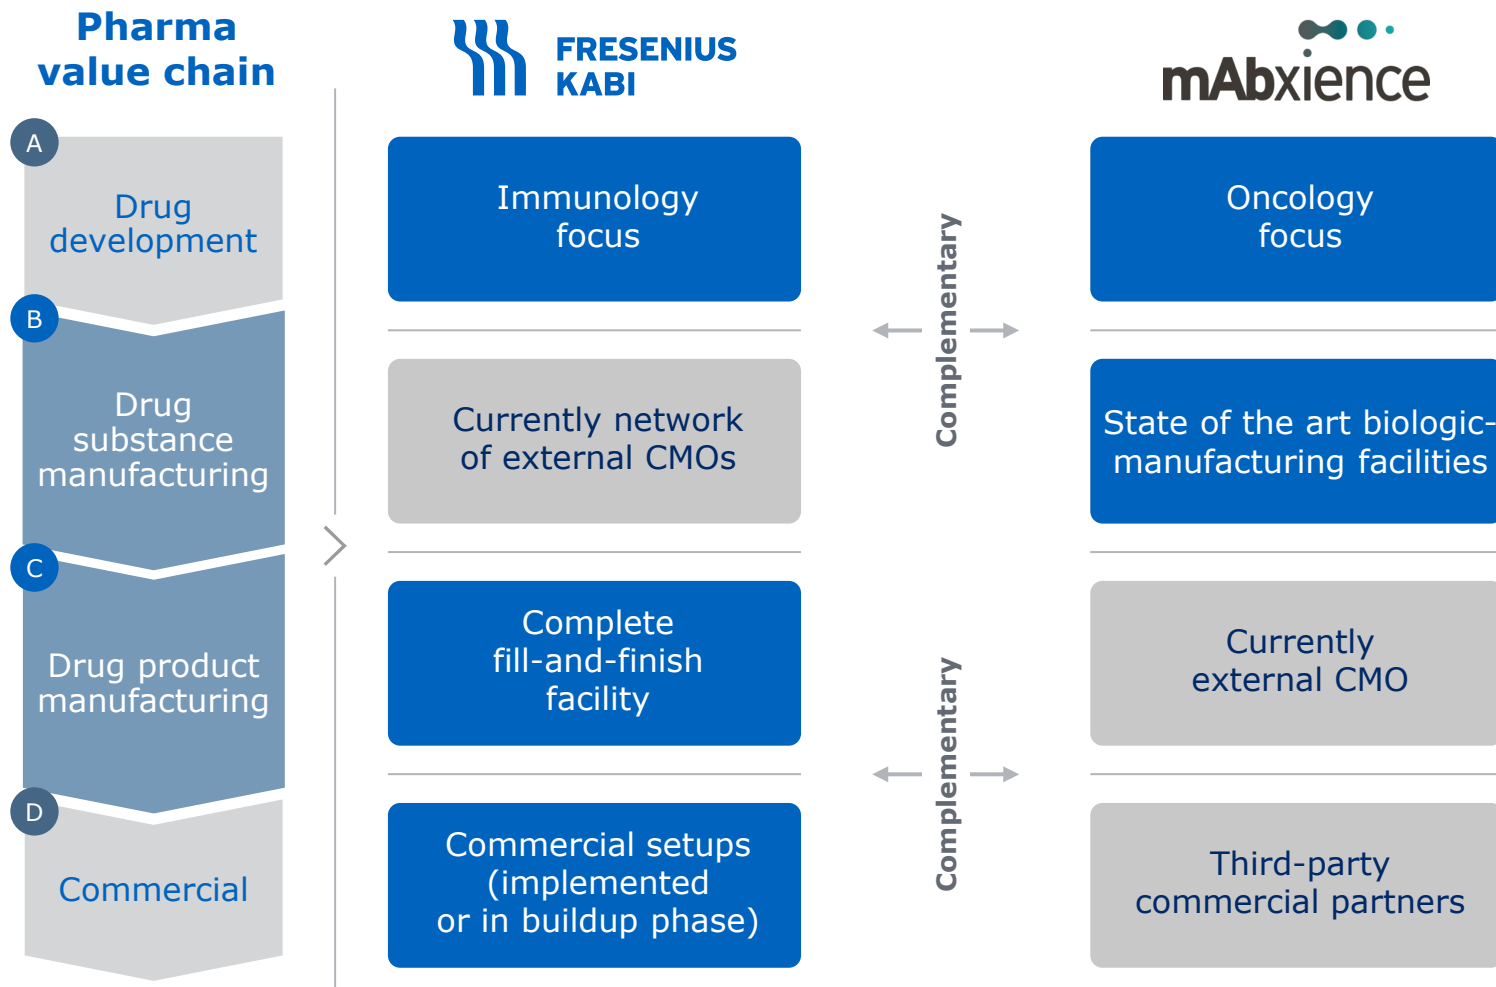 Pharma
value chain
FRESENIUS
KABI
mAbxience
A
Drug
development
Immunology
focus
Complementary
Oncology
focus
B
Drug
substance
manufacturing
Currently network
of external CMOs
State of the art biologic-
manufacturing facilities
C
Drug product
manufacturing
Complete
fill-and-finish
facility
Complementary
Currently
external CMO
D
Commercial
Commercial setups
(implemented
or in buildup phase)
Third-party
commercial partners